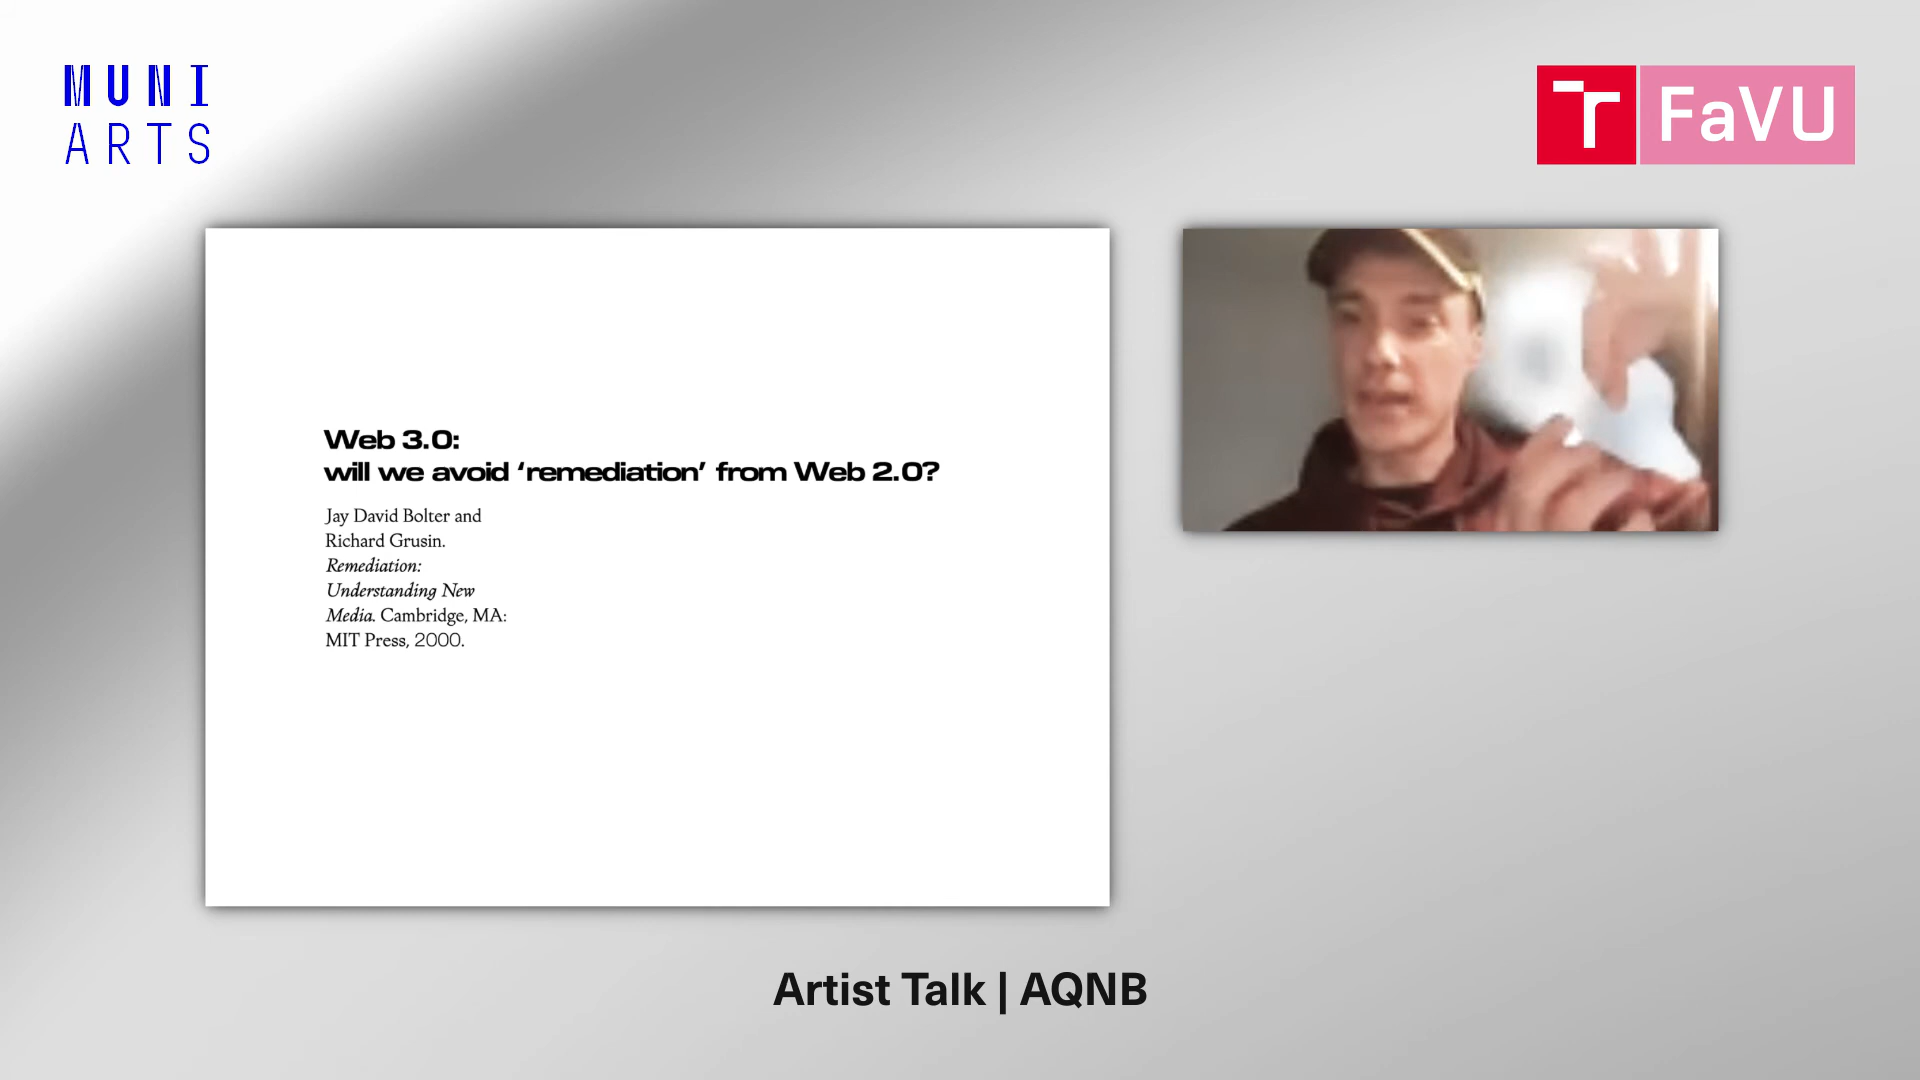 MUNI
ARTS
FaVU
Web 3.0:
will we avoid ‘remediation’ from Web 2.0?
Jay David Bolter and
Richard Grusin.
Remediation:
Understanding New
Media. Cambridge, MA:
MIT Press, 2000.
Artist Talk | AQNB